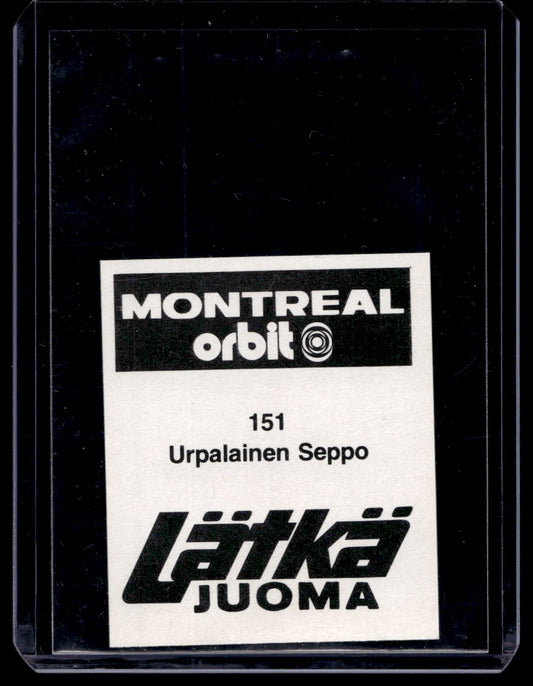 MONTREAL
orbit
151
Urpalainen Seppo
Lätkä
JUOMA